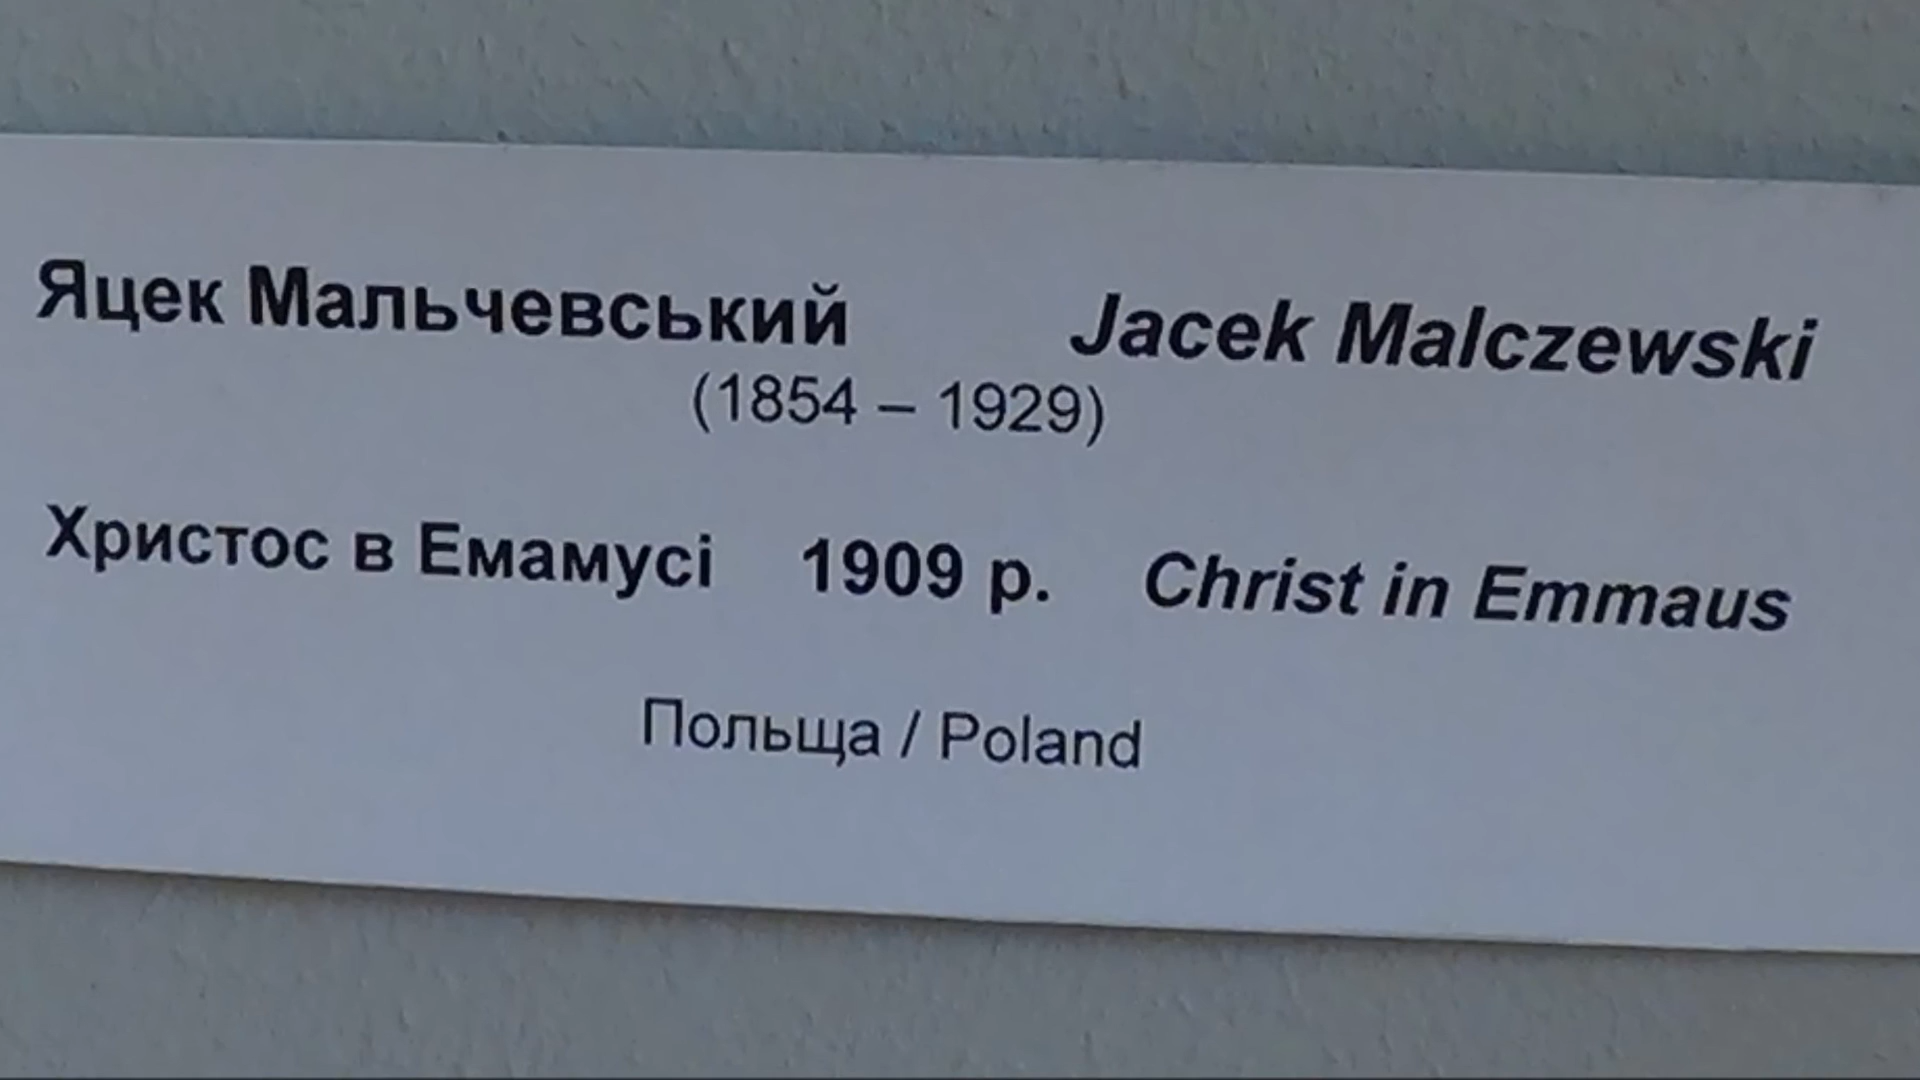 Яцек Мальчевський Jacek Malczewski
(1854 – 1929)
Христос в Емамусі 1909 р. Christ in Emmaus
Польща / Poland